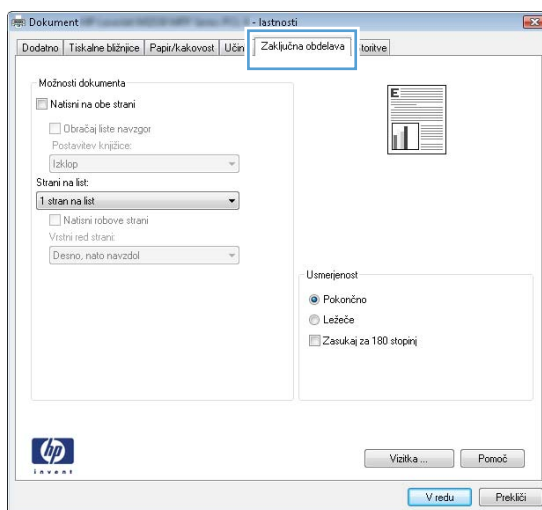 Dokument - lastnosti
Dodatno Tiskalne bližnjice Papir/kakovost Učin Zaključna obdelava toritve
Možnosti dokumenta
Natisni na obe strani
Obračaj liste navzgor
Postavitev knjižice:
Izklop
Strani na list:
1 stran na list
Natisni robove strani
Vrstni red strani:
Desno, nato navzdol
E
Usmerjenost
Pokončno
Ležeče
Zasukaj za 180 stopinj
hp
invent
Vizitka ... Pomoč
V redu Prekliči